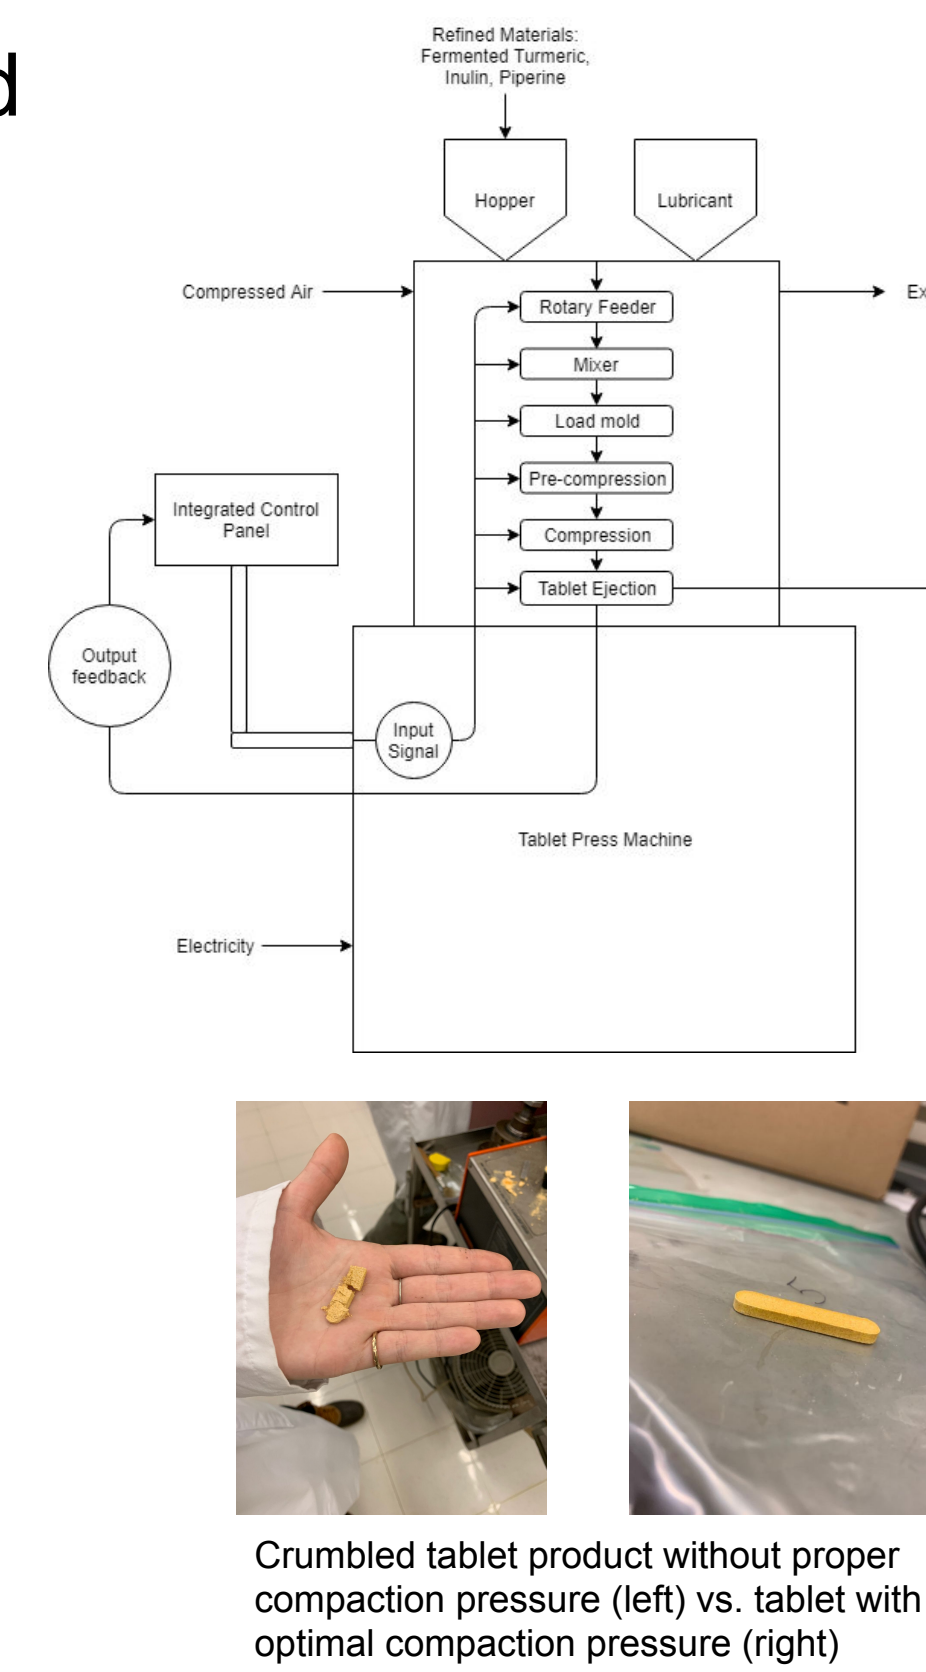 Refined Materials:
Fermented Turmeric,
Inulin, Piperine
Hopper
Lubricant
Compressed Air
Rotary Feeder
Mixer
Load mold
Pre-compression
Compression
Tablet Ejection
Integrated Control
Panel
Output
feedback
Input
Signal
Tablet Press Machine
Electricity
Crumbled tablet product without proper
compaction pressure (left) vs. tablet with
optimal compaction pressure (right)